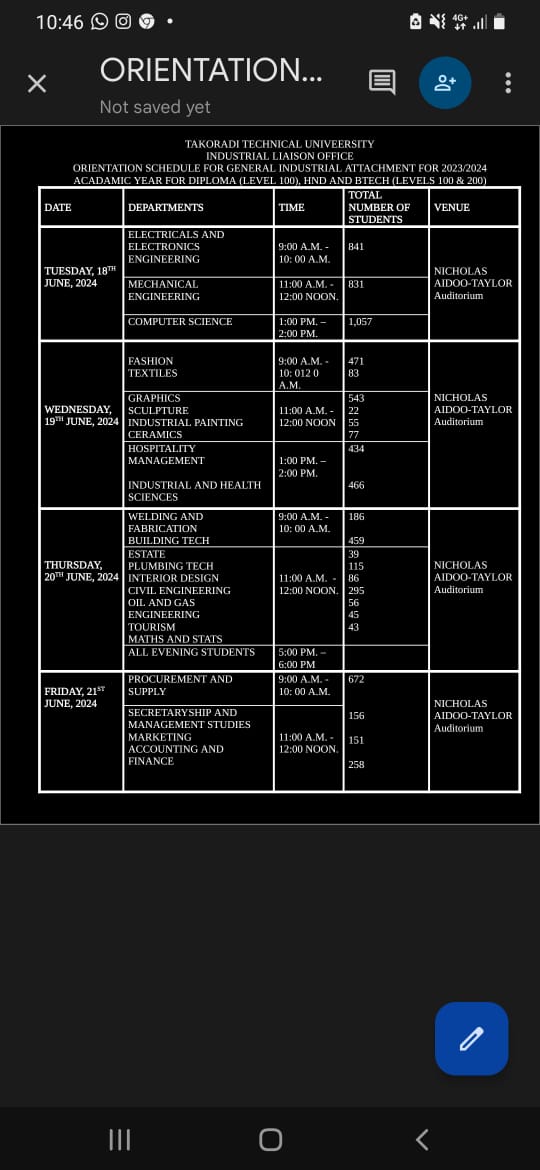 10:46
4G+
ORIENTATION...
Not saved yet
TAKORADI TECHNICAL UNIVEERSITY
INDUSTRIAL LIAISON OFFICE
ORIENTATION SCHEDULE FOR GENERAL INDUSTRIAL ATTACHMENT FOR 2023/2024
ACADAMIC YEAR FOR DIPLOMA (LEVEL 100), HND AND BTECH (LEVELS 100 & 200)
DATE
DEPARTMENTS
TIME
TOTAL
NUMBER OF
STUDENTS
VENUE
TUESDAY, 18TH
JUNE, 2024
ELECTRICALS AND
ELECTRONICS
ENGINEERING
9:00 A.M. -
10: 00 A.M.
841
NICHOLAS
AIDOO-TAYLOR
Auditorium
MECHANICAL
ENGINEERING
11:00 A.M. -
12:00 NOON.
831
COMPUTER SCIENCE
1:00 PM. –
2:00 PM.
1,057
WEDNESDAY,
19TH JUNE, 2024
FASHION
TEXTILES
9:00 A.M. -
10: 012 0
A.M.
471
83
NICHOLAS
AIDOO-TAYLOR
Auditorium
GRAPHICS
SCULPTURE
INDUSTRIAL PAINTING
CERAMICS
11:00 A.M. -
12:00 NOON
543
22
55
77
HOSPITALITY
MANAGEMENT
INDUSTRIAL AND HEALTH
SCIENCES
1:00 PM. –
2:00 PM.
434
466
THURSDAY,
20TH JUNE, 2024
WELDING AND
FABRICATION
BUILDING TECH
9:00 A.M. -
10: 00 A.M.
186
459
NICHOLAS
AIDOO-TAYLOR
Auditorium
ESTATE
PLUMBING TECH
INTERIOR DESIGN
CIVIL ENGINEERING
OIL AND GAS
ENGINEERING
TOURISM
MATHS AND STATS
11:00 A.M. -
12:00 NOON.
39
115
86
295
56
45
43
ALL EVENING STUDENTS
5:00 PM. –
6:00 PM
FRIDAY, 21ST
JUNE, 2024
PROCUREMENT AND
SUPPLY
9:00 A.M. -
10: 00 A.M.
672
NICHOLAS
AIDOO-TAYLOR
Auditorium
SECRETARYSHIP AND
MANAGEMENT STUDIES
MARKETING
ACCOUNTING AND
FINANCE
11:00 A.M. -
12:00 NOON.
156
151
258